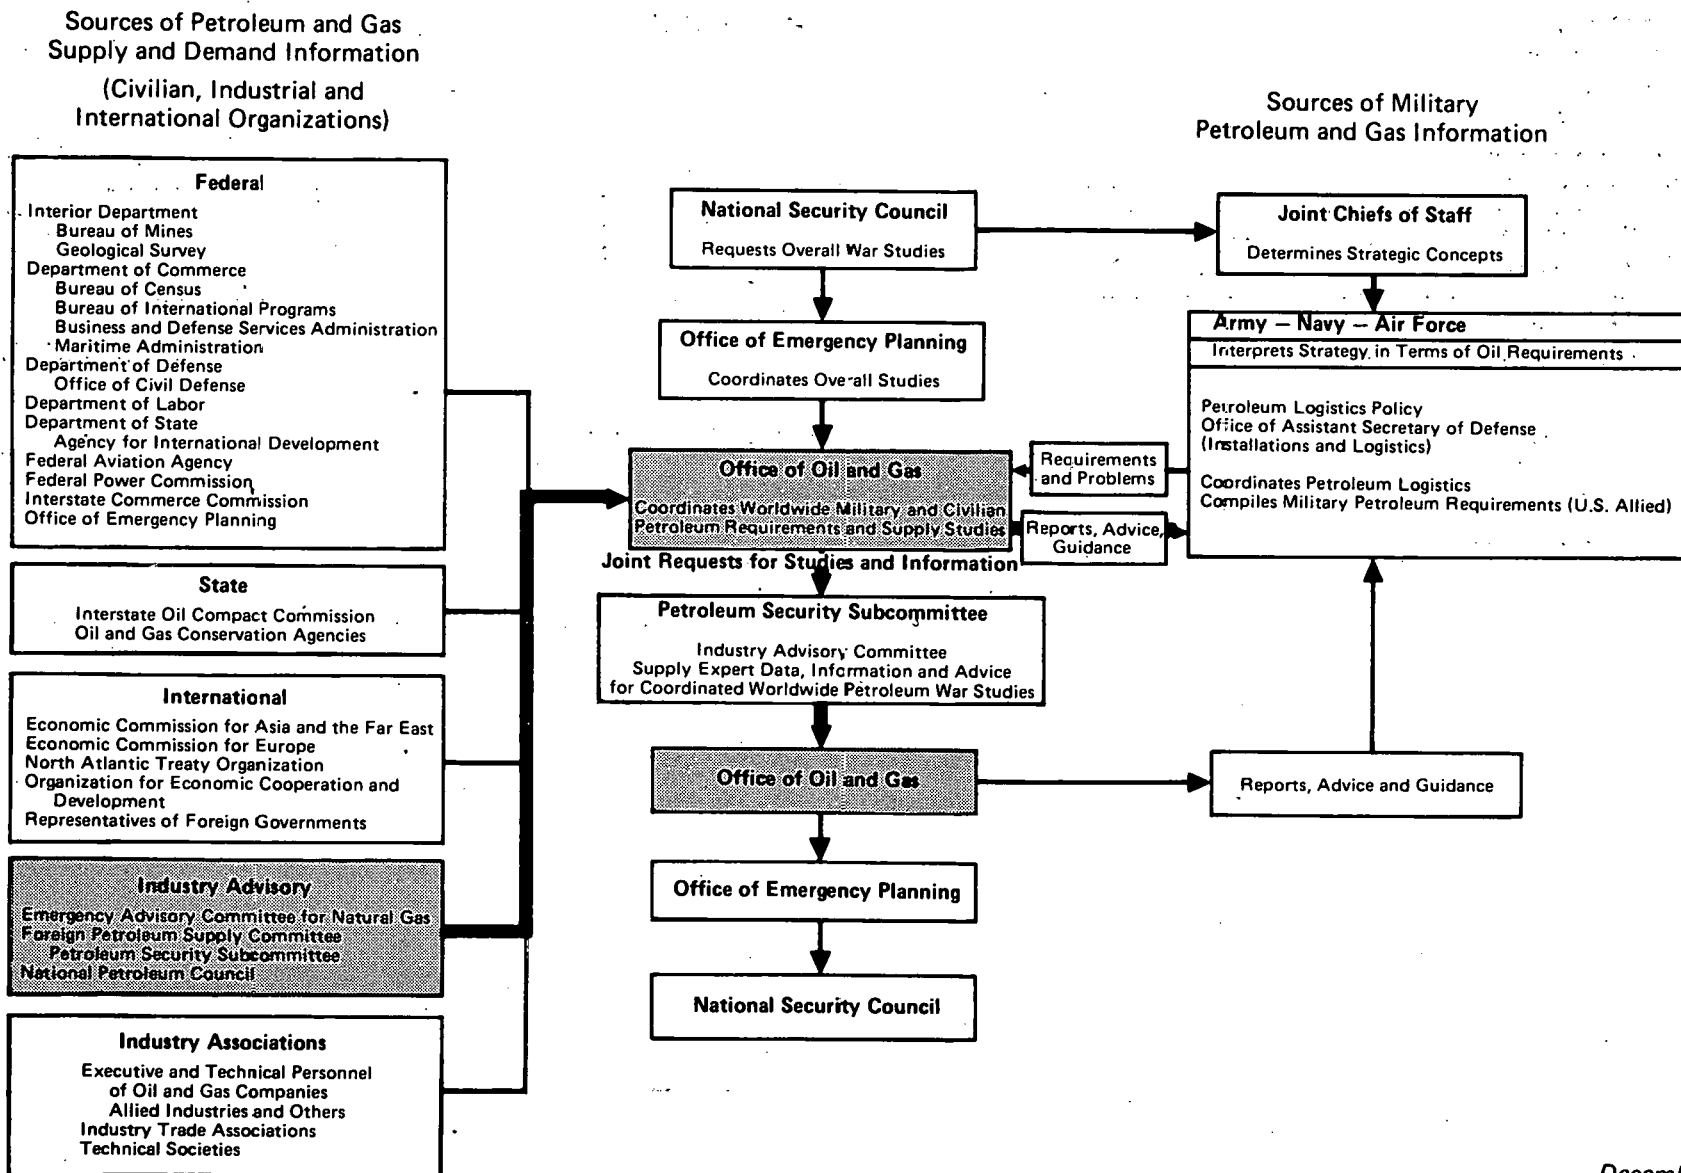 Sources of Petroleum and Gas
Supply and Demand Information
(Civilian, Industrial and
International Organizations)
Federal
Interior Department
Bureau of Mines
Geological Survey
Department of Commerce
Bureau of Census
Bureau of International Programs
Business and Defense Services Administration
Maritime Administration
Department of Defense
Office of Civil Defense
Department of Labor
Department of State
Agency for International Development
Federal Aviation Agency
Federal Power Commission
Interstate Commerce Commission
Office of Emergency Planning
State
Interstate Oil Compact Commission
Oil and Gas Conservation Agencies
International
Economic Commission for Asia and the Far East
Economic Commission for Europe
North Atlantic Treaty Organization
Organization for Economic Cooperation and
Development
Representatives of Foreign Governments
Industry Advisory
Emergency Advisory Committee for Natural Gas
Foreign Petroleum Supply Committee
Petroleum Security Subcommittee
National Petroleum Council
Industry Associations
Executive and Technical Personnel
of Oil and Gas Companies
Allied Industries and Others
Industry Trade Associations
Technical Societies
National Security Council
Requests Overall War Studies
Office of Emergency Planning
Coordinates Overall Studies
Office of Oil and Gas
Coordinates Worldwide Military and Civilian
Petroleum Requirements and Supply Studies
Joint Requests for Studies and Information
Petroleum Security Subcommittee
Industry Advisory Committee
Supply Expert Data, Information and Advice
for Coordinated Worldwide Petroleum War Studies
Office of Oil and Gas
Office of Emergency Planning
National Security Council
Requirements
and Problems
Reports, Advice,
Guidance
Sources of Military
Petroleum and Gas Information
Joint Chiefs of Staff
Determines Strategic Concepts
Army – Navy – Air Force
Interprets Strategy in Terms of Oil Requirements
Petroleum Logistics Policy
Office of Assistant Secretary of Defense
(Installations and Logistics)
Coordinates Petroleum Logistics
Compiles Military Petroleum Requirements (U.S. Allied)
Reports, Advice and Guidance